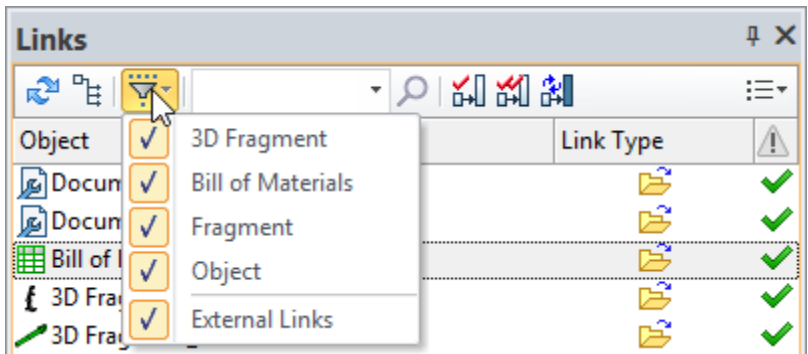 Links
Object
Link Type
3D Fragment
Bill of Materials
Fragment
Object
External Links
Docum
Docum
Bill of
3D Fra
3D Frag